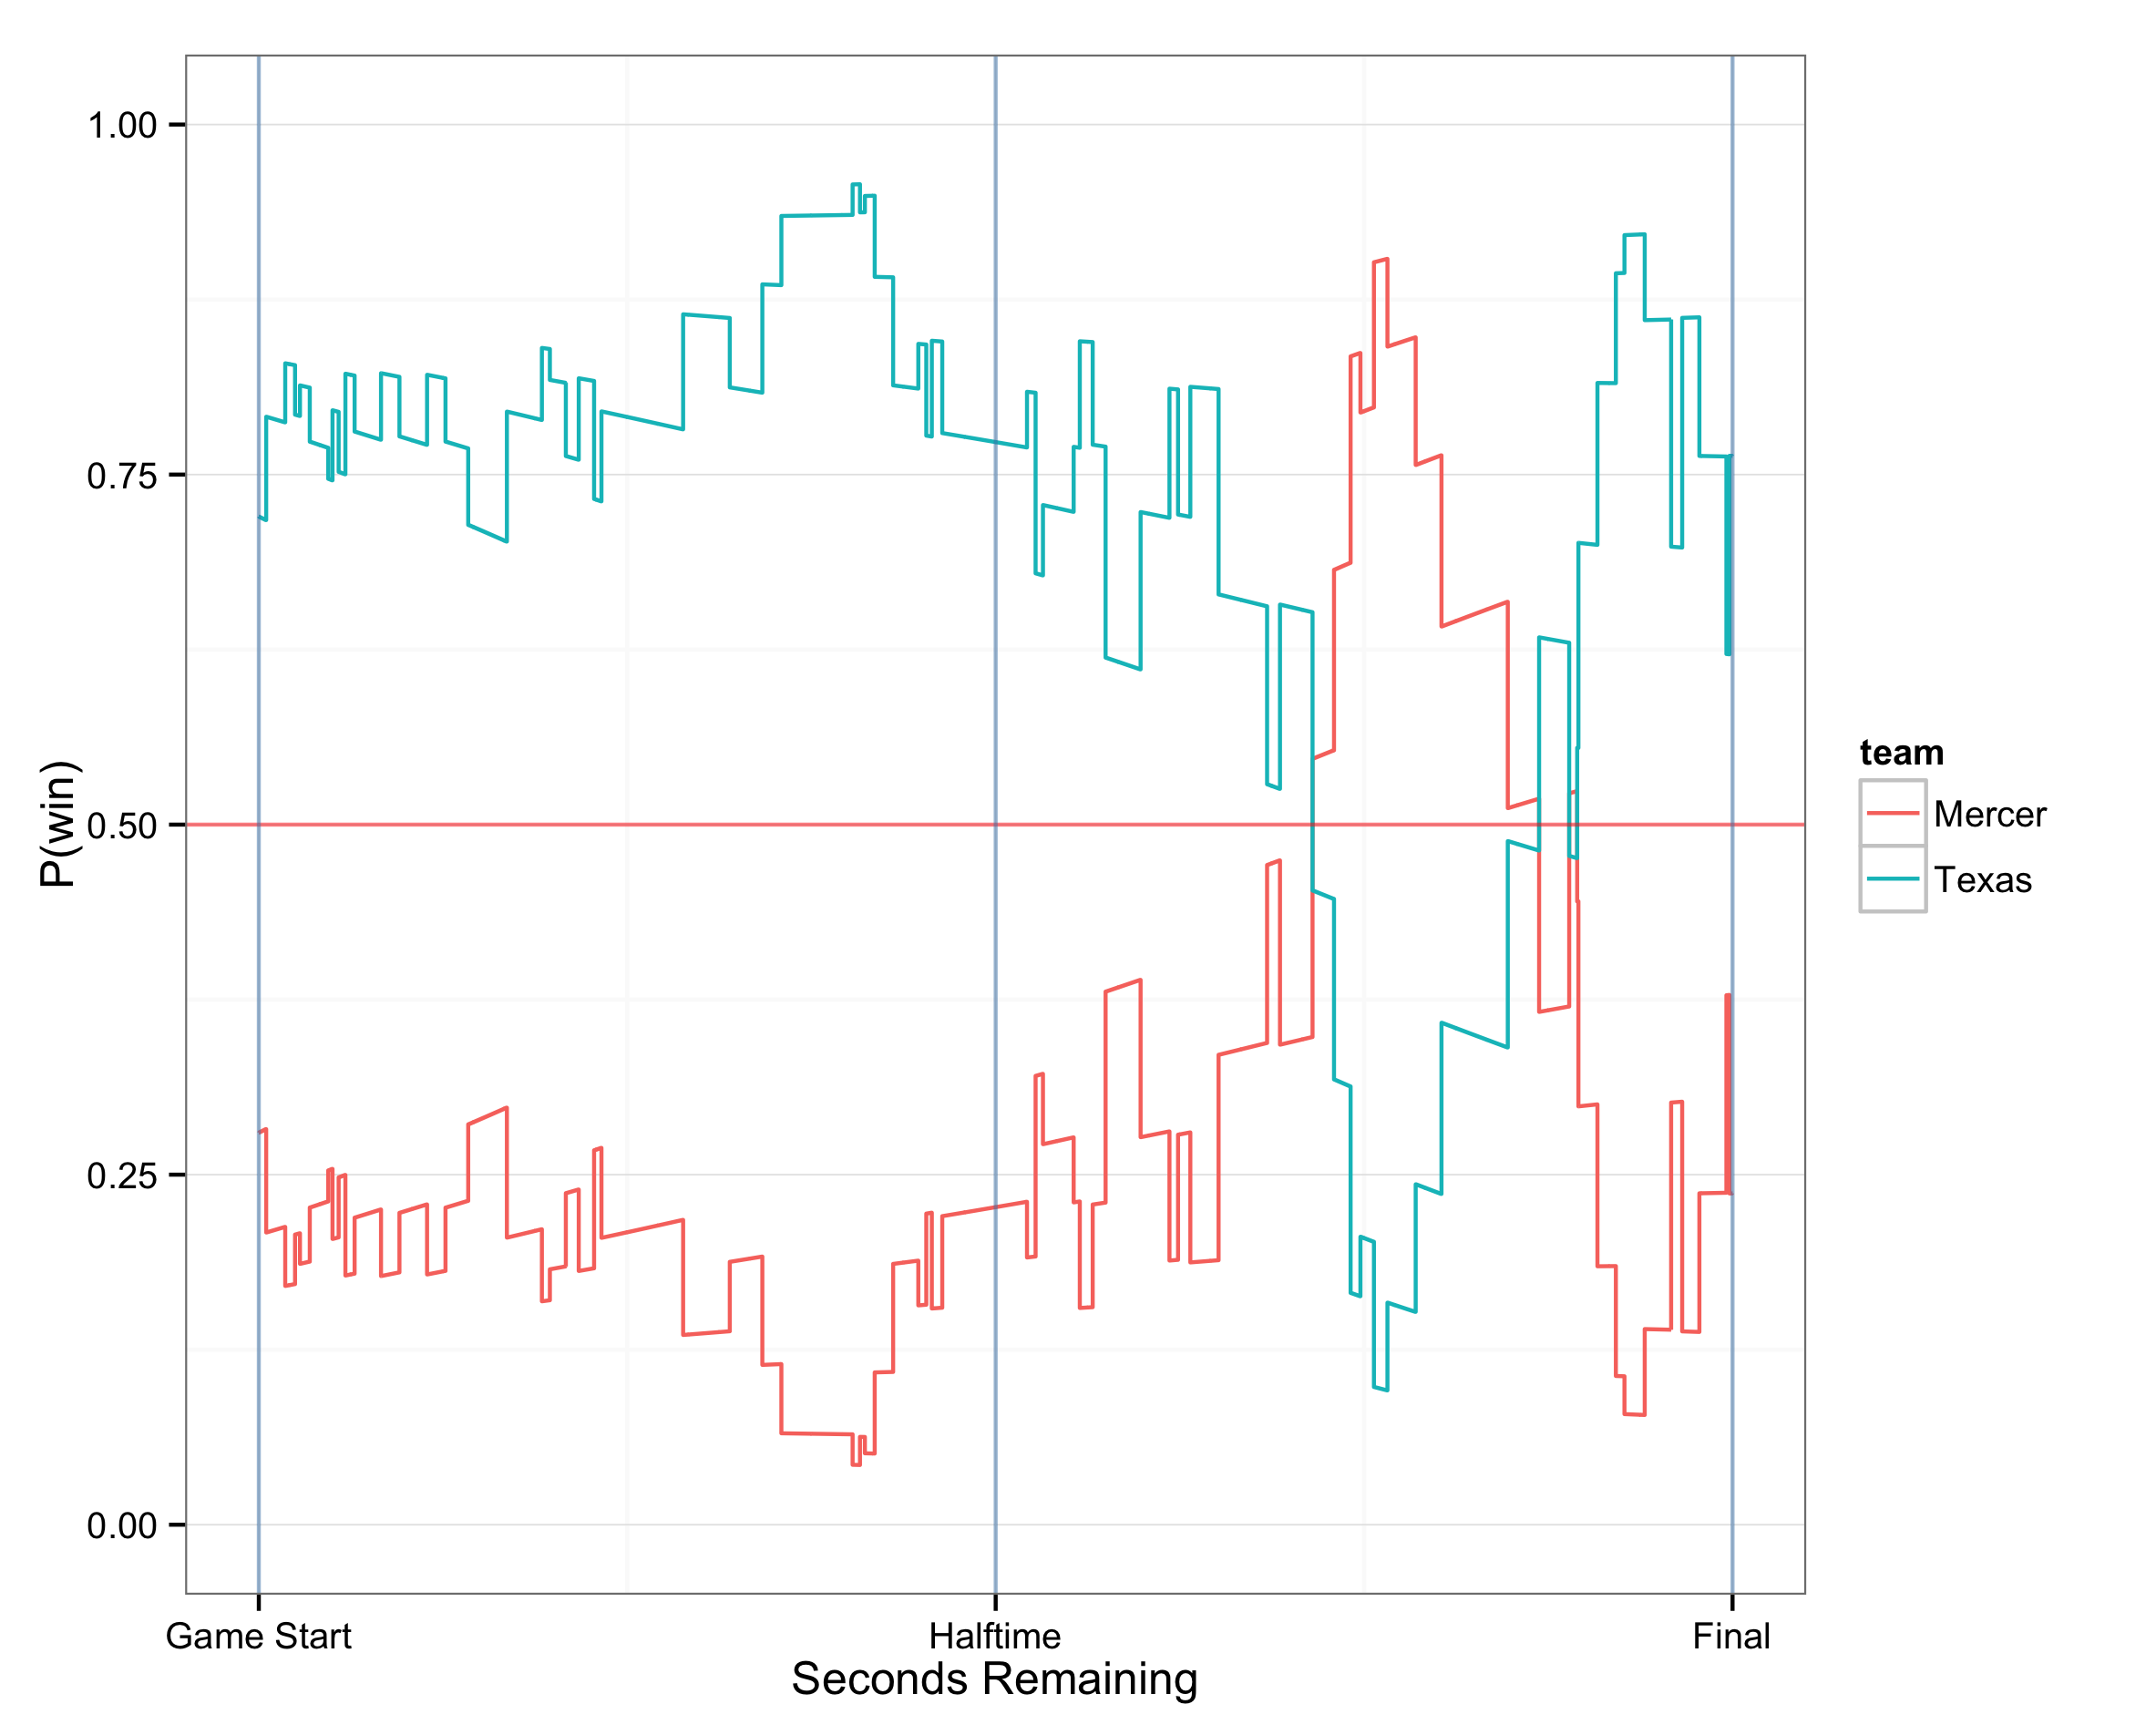 1.00
0.75
0.50
0.25
0.00
P(win)
Game Start
Halftime
Final
Seconds Remaining
team
Mercer
Texas